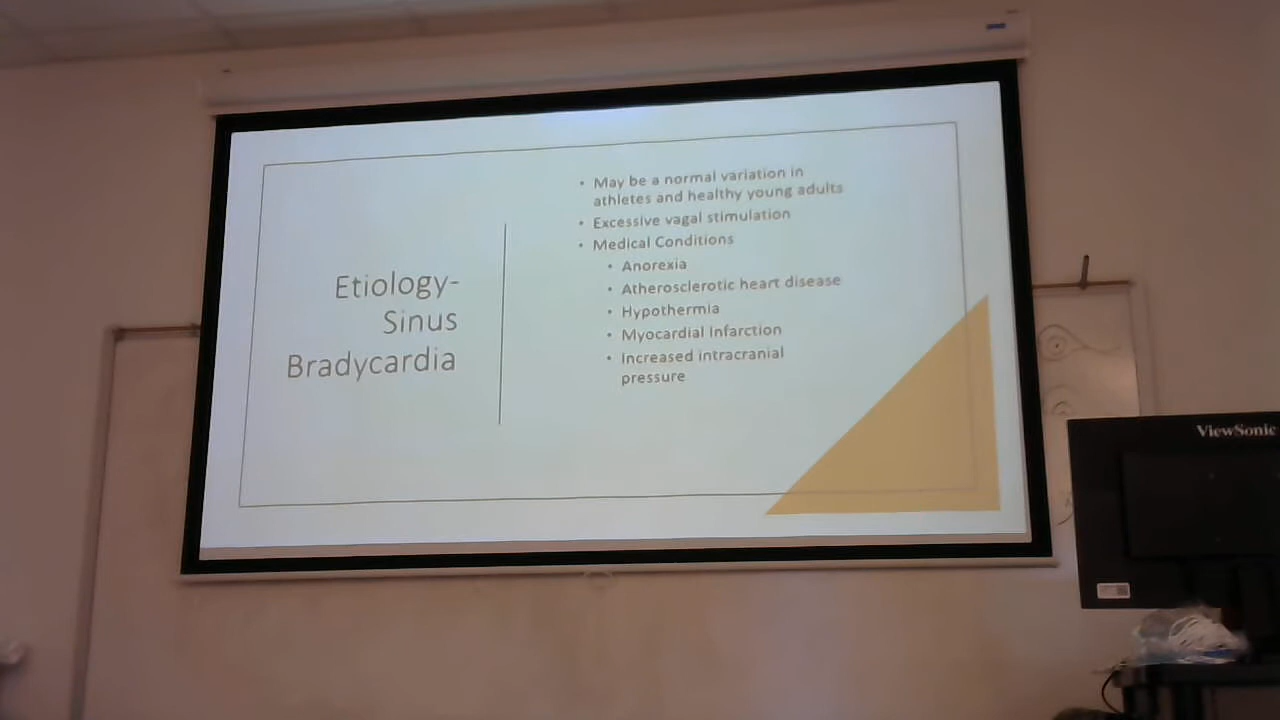 Etiology-
Sinus
Bradycardia
• May be a normal variation in
athletes and healthy young adults
• Excessive vagal stimulation
• Medical Conditions
• Anorexia
• Atherosclerotic heart disease
• Hypothermia
• Myocardial Infarction
• Increased intracranial
pressure
ViewSonic